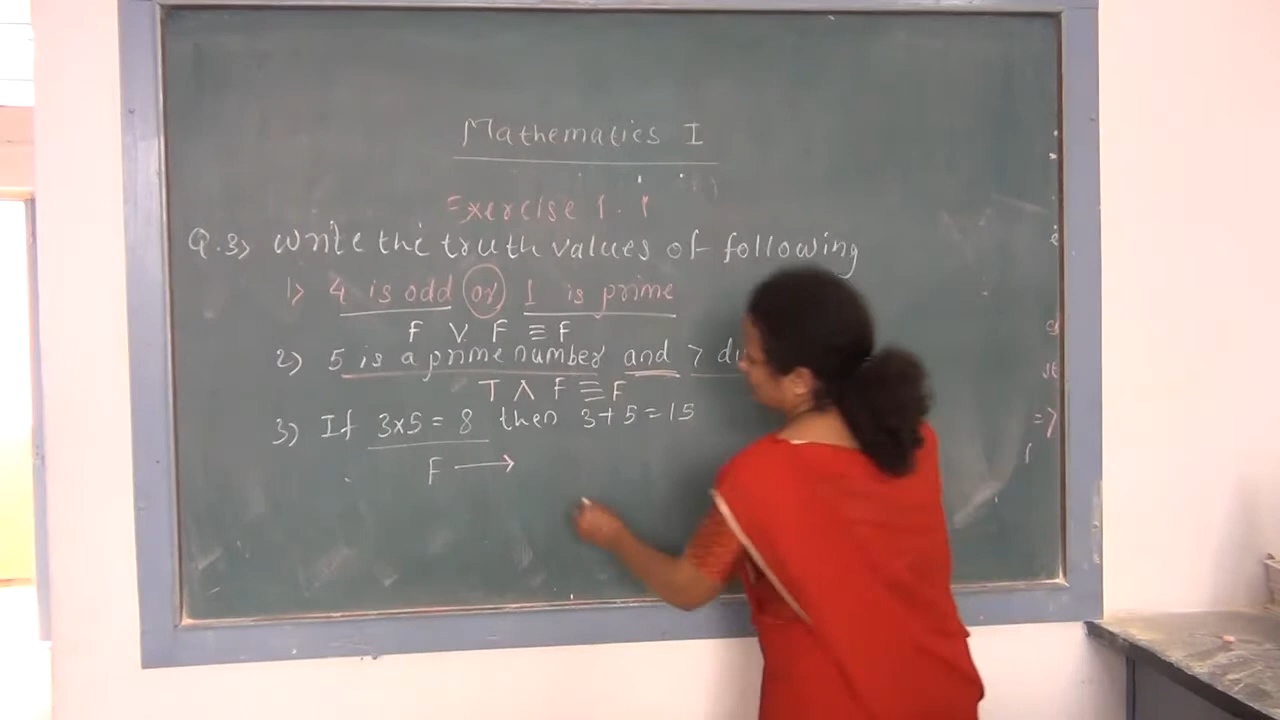 Mathematics I
Exercise 1.1
Q.3) Write the truth values of following
1) 4 is odd or 1 is prime
F ∨ F ≡ F
2) 5 is a prime number and 7
T ∧ F ≡ F
3) If 3x5 = 8 then 3+5=15
F ⟶